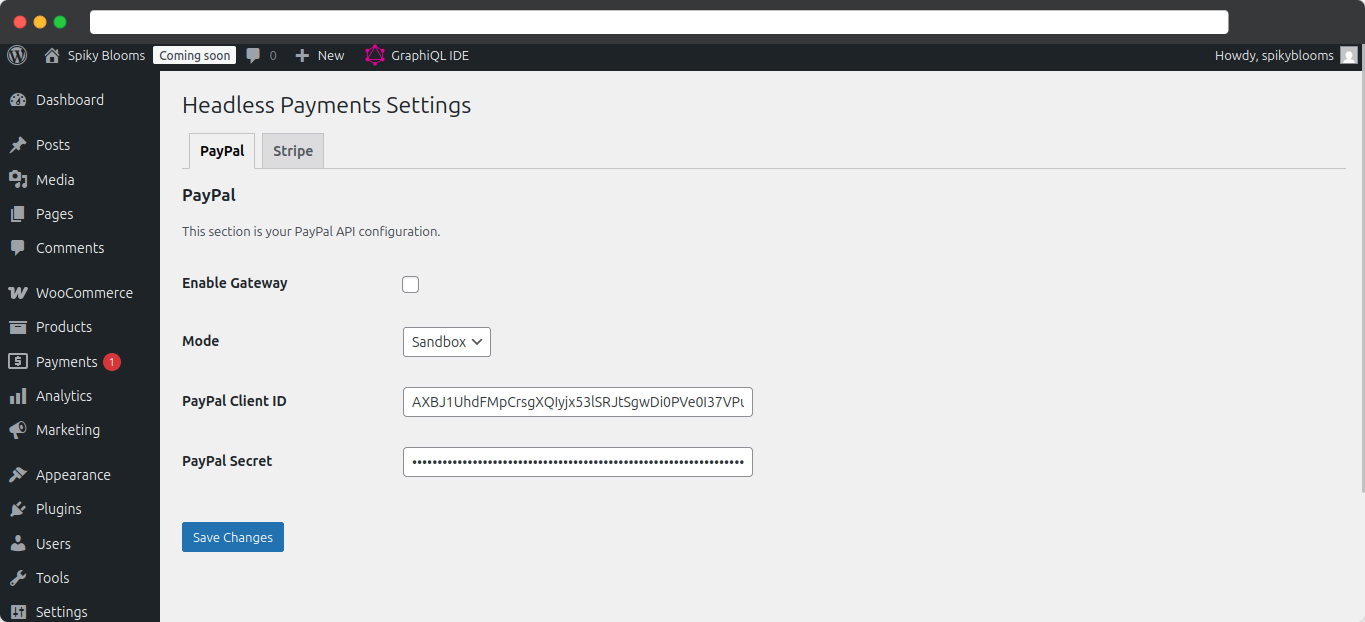 Spiky Blooms Coming soon 0 New GraphiQL IDE Howdy, spikyblooms
Dashboard
Posts
Media
Pages
Comments
WooCommerce
Products
Payments 1
Analytics
Marketing
Appearance
Plugins
Users
Tools
Settings
Headless Payments Settings
PayPal Stripe
PayPal
This section is your PayPal API configuration.
Enable Gateway
Mode Sandbox
PayPal Client ID AXBJ1UhdFMpCrsgXQIyjx53lSRJtSgwDi0PVe0I37VPu
PayPal Secret
Save Changes